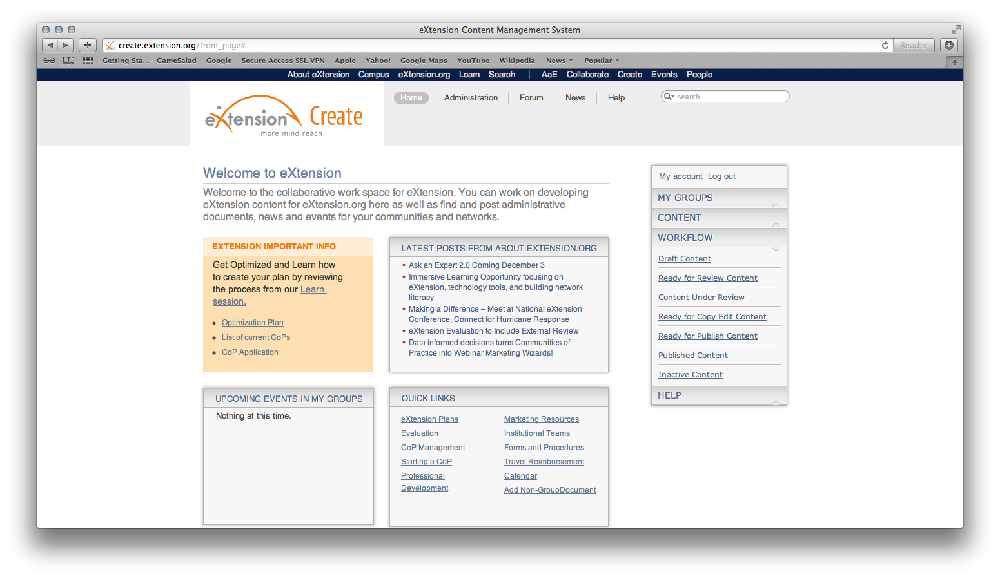 eXtension Content Management System
create.extension.org/front_page#
Reader
Getting Sta...– GameSalad Google Secure Access SSL VPN Apple Yahoo! Google Maps YouTube Wikipedia News Popular
About eXtension Campus eXtension.org Learn Search AaE Collaborate Create Events People
Home Administration Forum News Help
search
eXtension Create
more mind reach
Welcome to eXtension
Welcome to the collaborative work space for eXtension. You can work on developing
eXtension content for eXtension.org here as well as find and post administrative
documents, news and events for your communities and networks.
EXTENSION IMPORTANT INFO
Get Optimized and Learn how
to create your plan by reviewing
the process from our Learn
session.
Optimization Plan
List of current CoPs
CoP Application
LATEST POSTS FROM ABOUT.EXTENSION.ORG
Ask an Expert 2.0 Coming December 3
Immersive Learning Opportunity focusing on
eXtension, technology tools, and building network
literacy
Making a Difference – Meet at National eXtension
Conference, Connect for Hurricane Response
eXtension Evaluation to Include External Review
Data informed decisions turns Communities of
Practice into Webinar Marketing Wizards!
UPCOMING EVENTS IN MY GROUPS
Nothing at this time.
QUICK LINKS
eXtension Plans
Evaluation
CoP Management
Starting a CoP
Professional
Development
Marketing Resources
Institutional Teams
Forms and Procedures
Travel Reimbursement
Calendar
Add Non-GroupDocument
My account Log out
MY GROUPS
CONTENT
WORKFLOW
Draft Content
Ready for Review Content
Content Under Review
Ready for Copy Edit Content
Ready for Publish Content
Published Content
Inactive Content
HELP